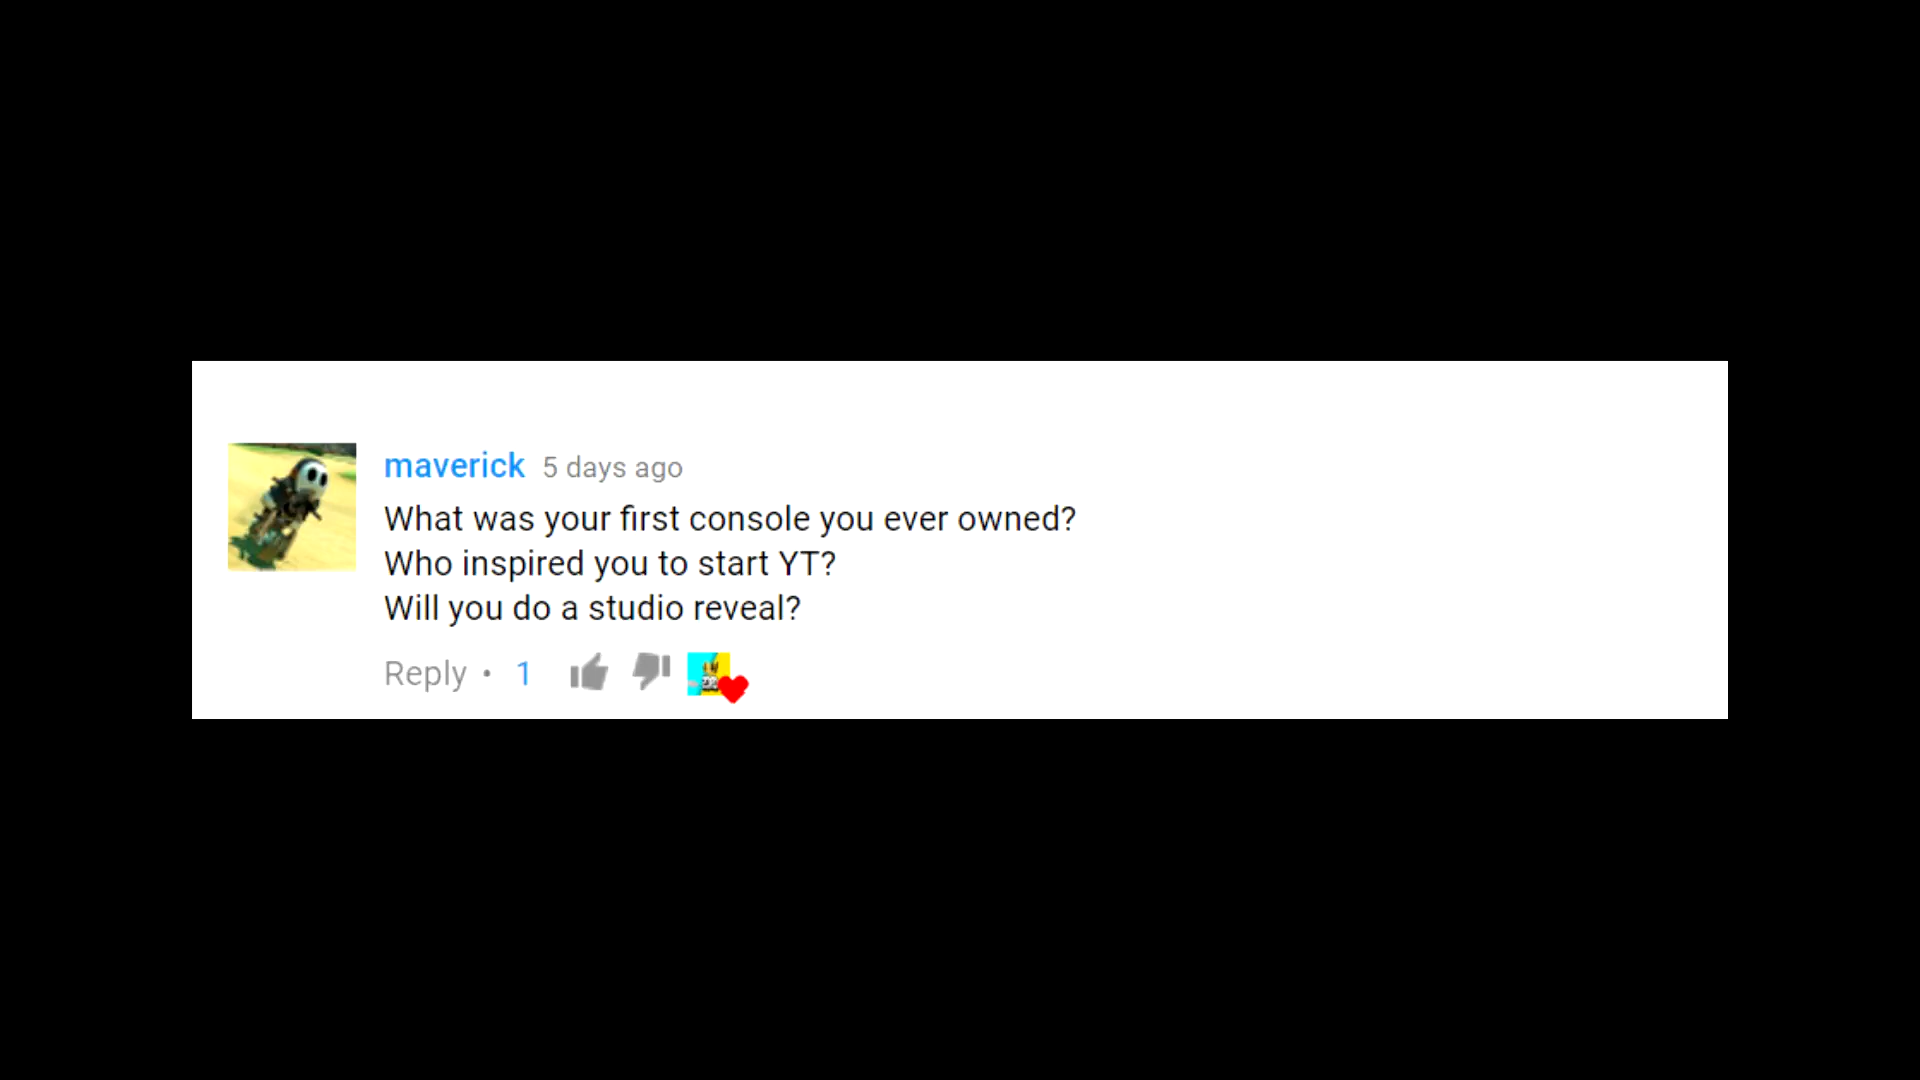 maverick 5 days ago
What was your first console you ever owned?
Who inspired you to start YT?
Will you do a studio reveal?
Reply • 1